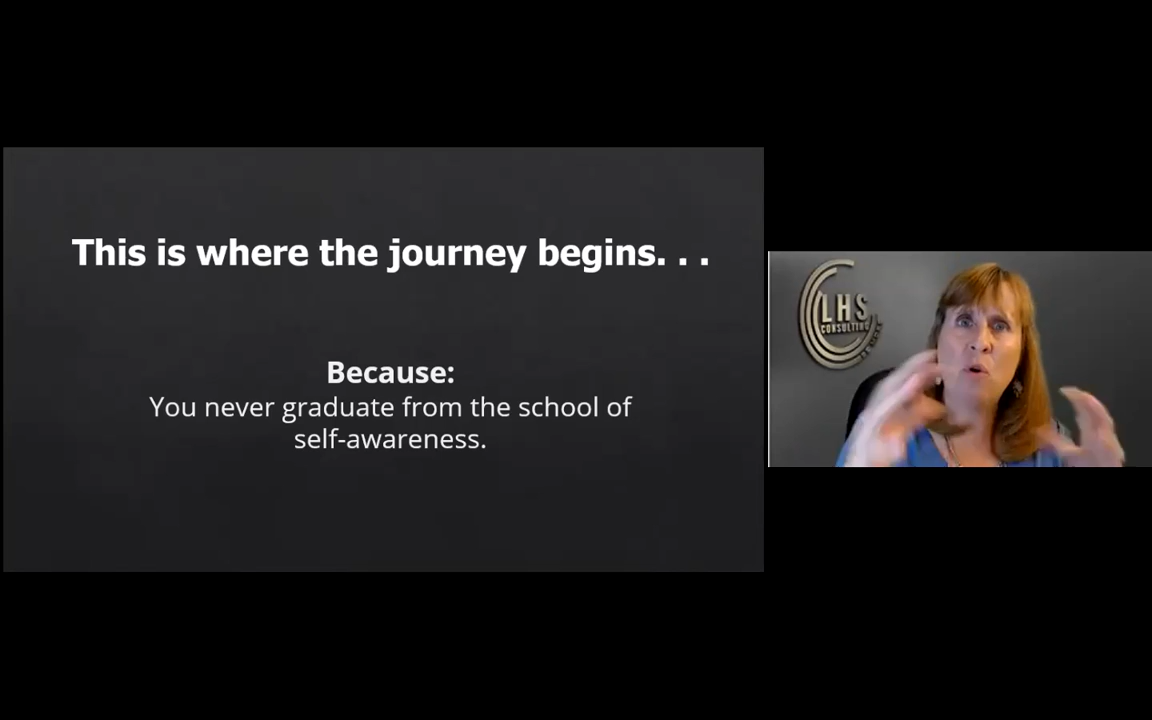 This is where the journey begins. . .
Because:
You never graduate from the school of
self-awareness.
LHS
CONSULTING